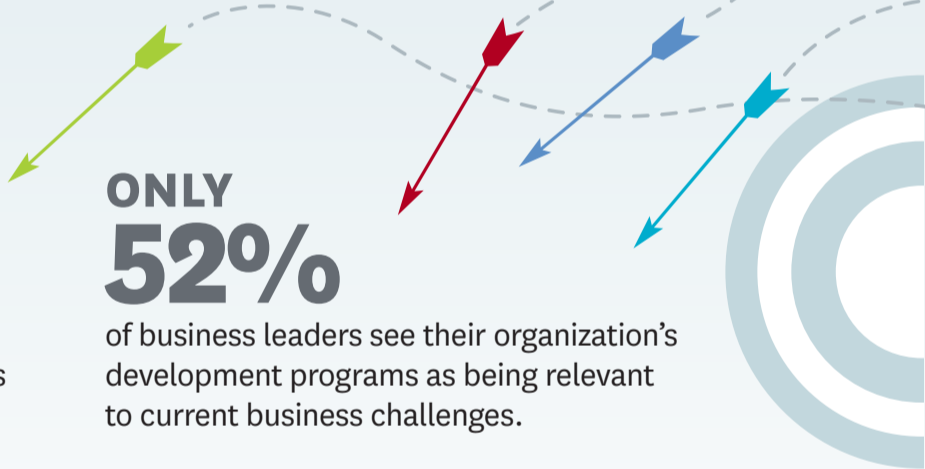 ONLY
52%
of business leaders see their organization’s
development programs as being relevant
to current business challenges.